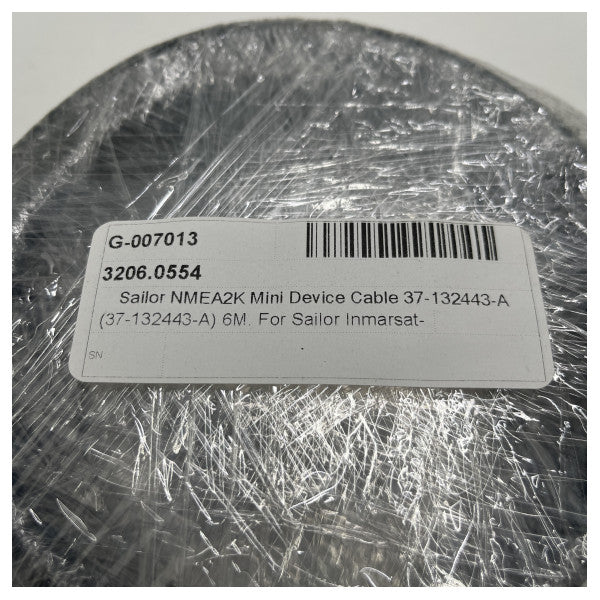 G-007013
3206.0554
Sailor NMEA2K Mini Device Cable 37-132443-A
(37-132443-A) 6M. For Sailor Inmarsat-
SN